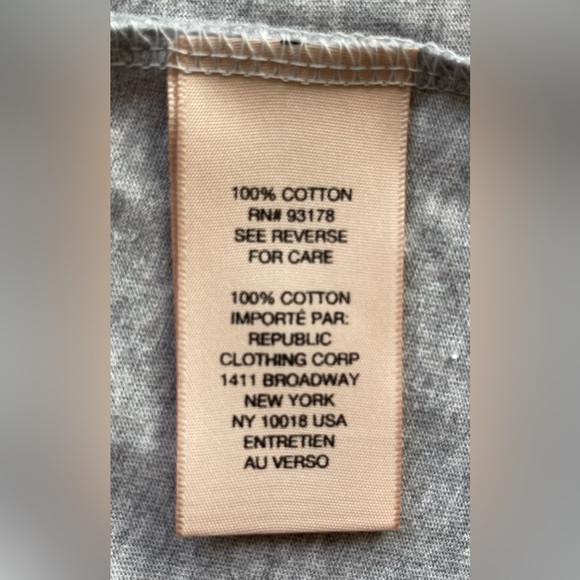 100% COTTON
RN# 93178
SEE REVERSE
FOR CARE
100% COTTON
IMPORTÉ PAR:
REPUBLIC
CLOTHING CORP
1411 BROADWAY
NEW YORK
NY 10018 USA
ENTRETIEN
AU VERSO